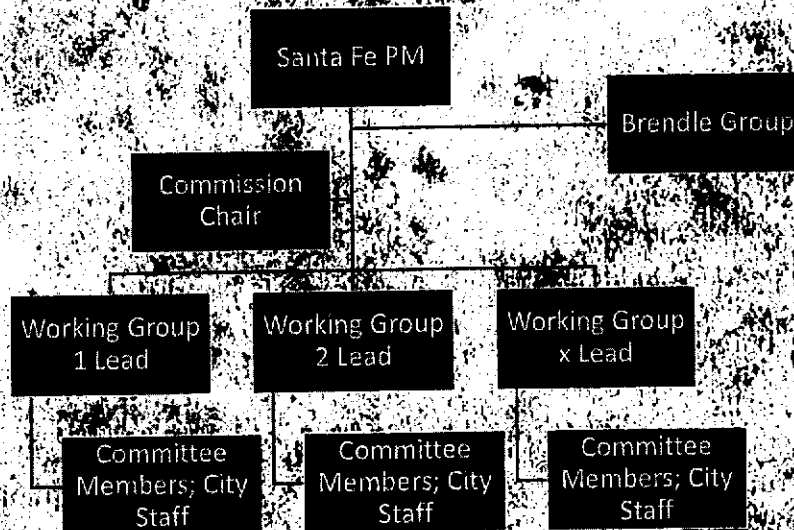 Santa Fe PM
Brendle Group
Commission
Chair
Working Group
1 Lead
Working Group
2 Lead
Working Group
x Lead
Committee
Members; City
Staff
Committee
Members; City
Staff
Committee
Members; City
Staff